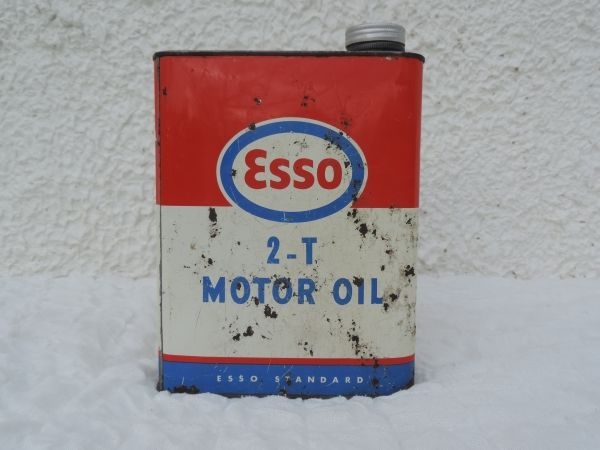 Esso
2-T
MOTOR OIL
ESSO STANDARD